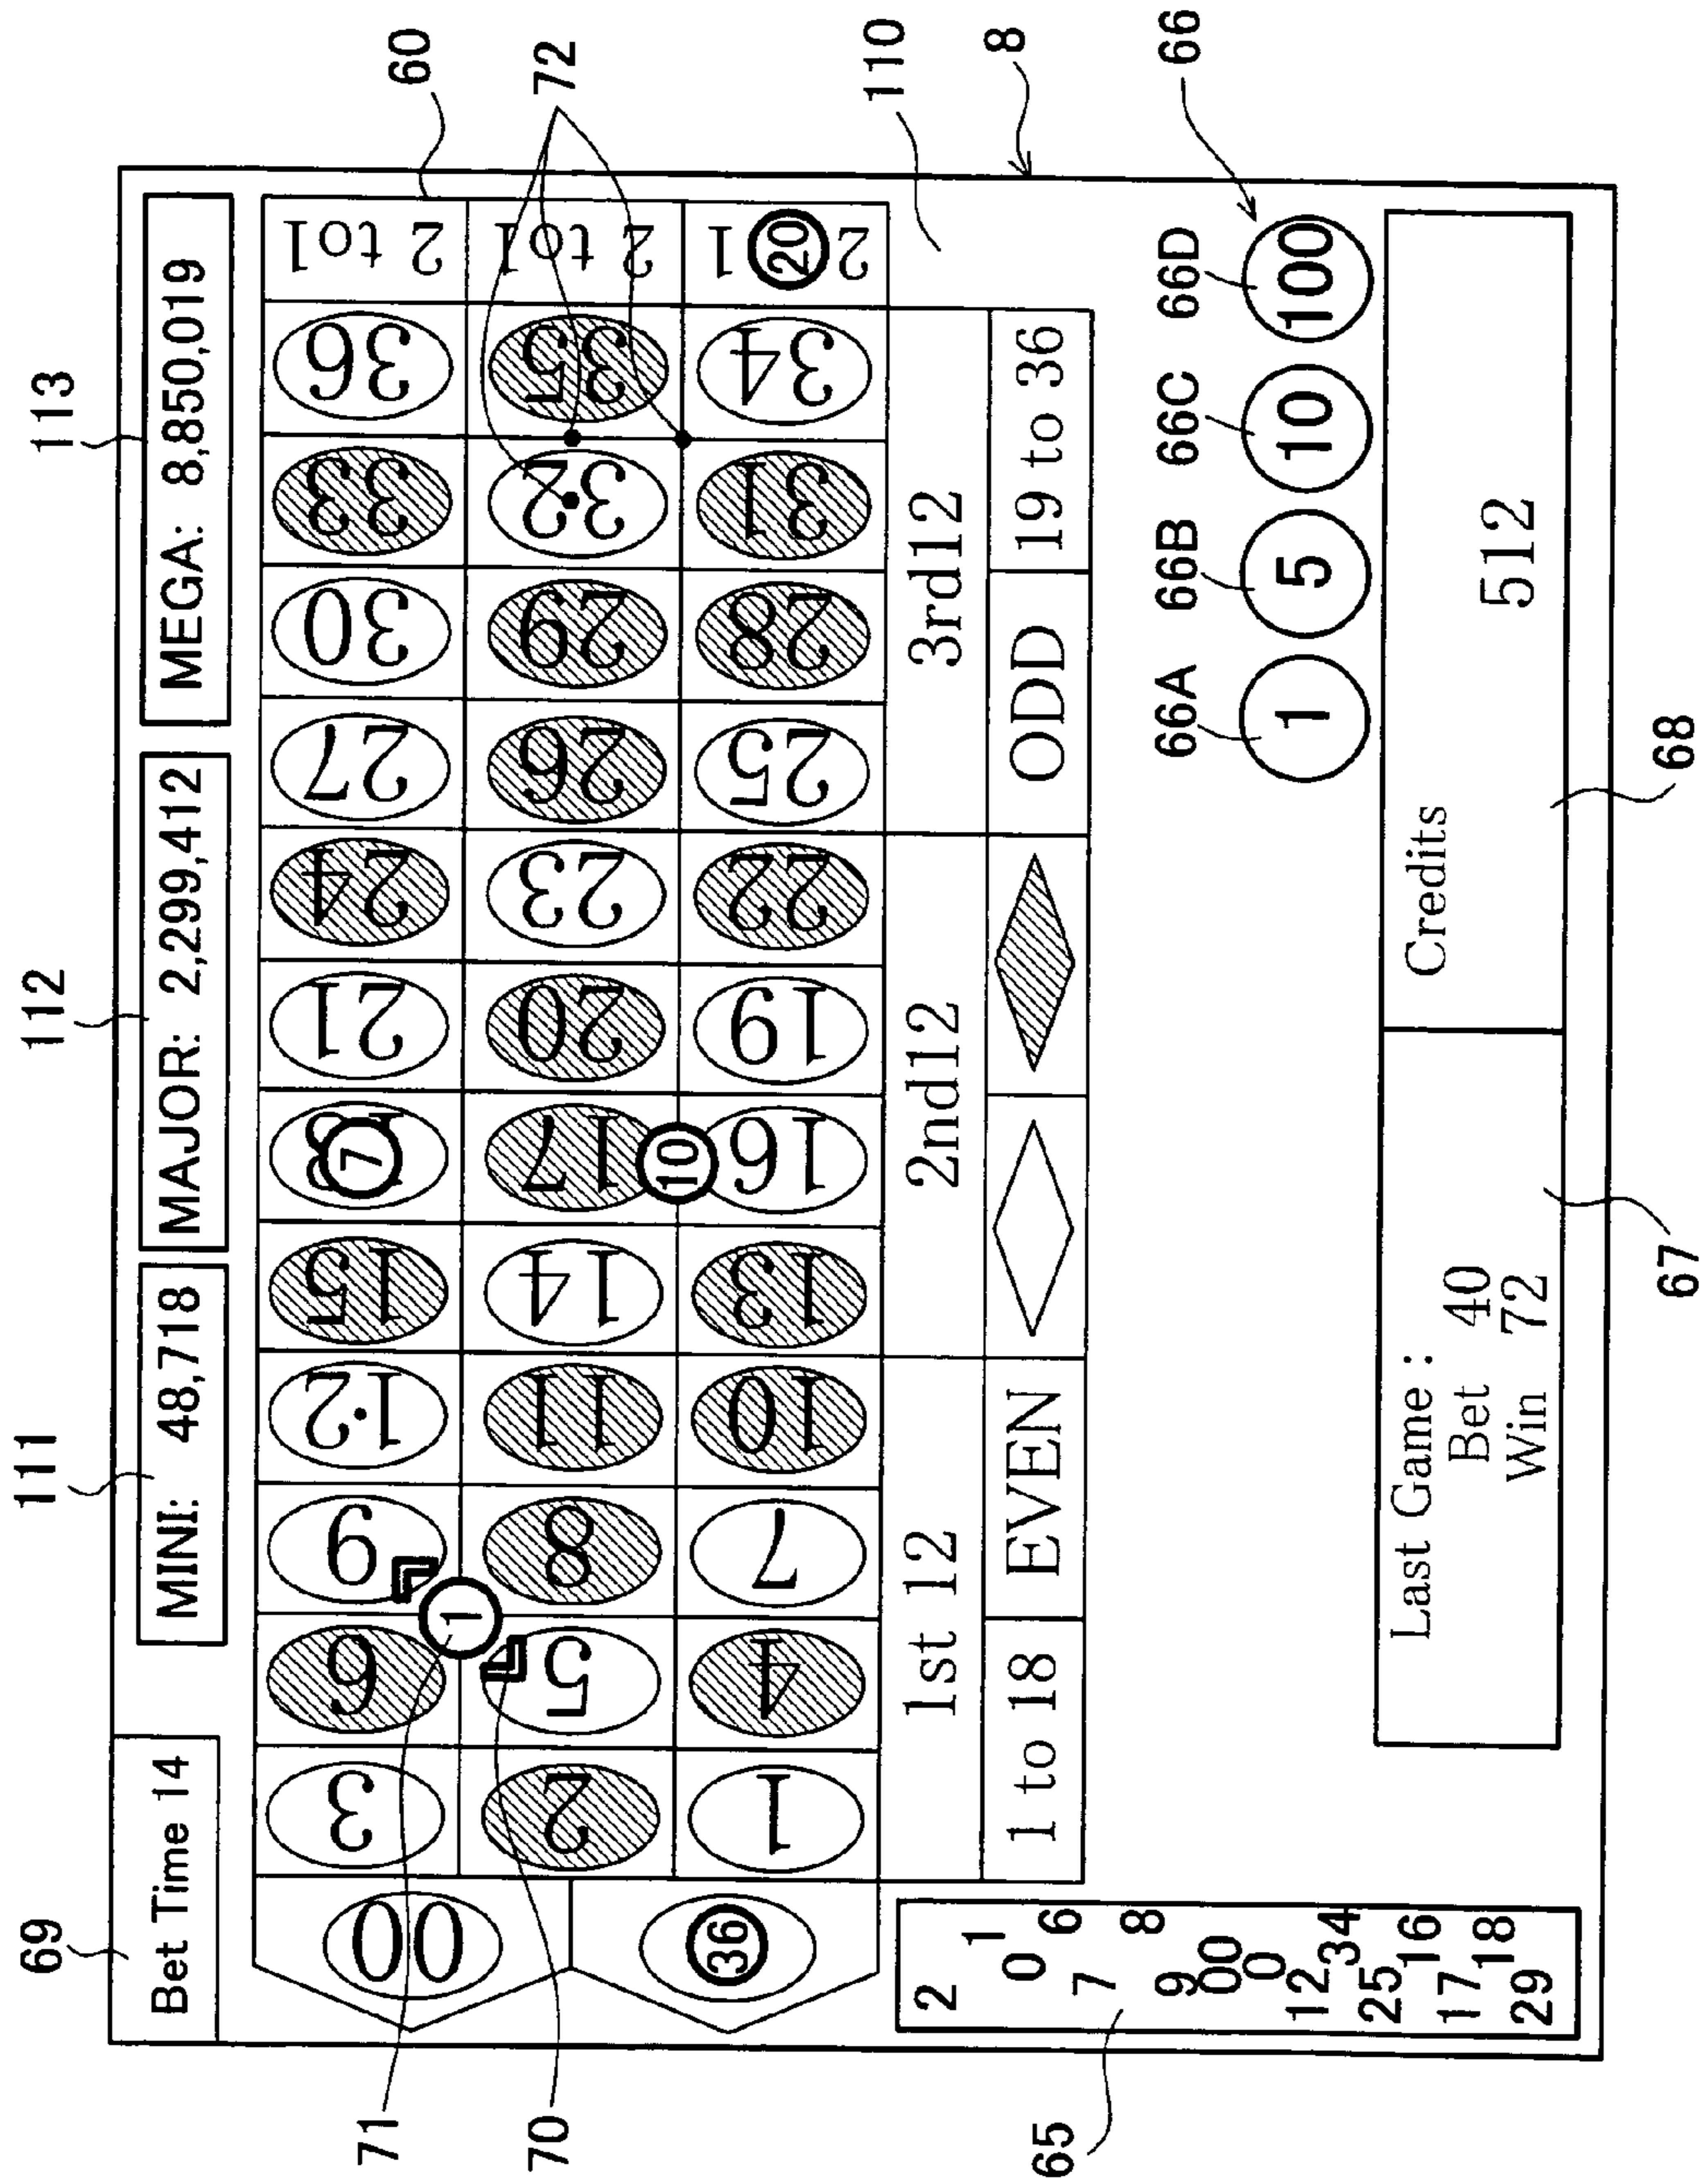 111
112
113
69
Bet Time 14
MINI: 48,718
MAJOR: 2,299,412
MEGA: 8,850,019
60
72
110
8
66
00
3 6 9 12 15 18 21 24 27 30 33 36 2 to1
2 5 8 11 14 17 20 23 26 29 32 35 2 to1
1 4 7 10 13 16 19 22 25 28 31 34 2 1
36
1
7
10
20
1st 12
2nd12
3rd12
1 to 18
EVEN
ODD
19 to 36
71
70
65
2 1
0 6
7 8
9
00
0
12 34
25 16
17 18
29
66A 66B 66C 66D
1 5 10 100
Last Game :
Bet 40
Win 72
Credits
512
67
68